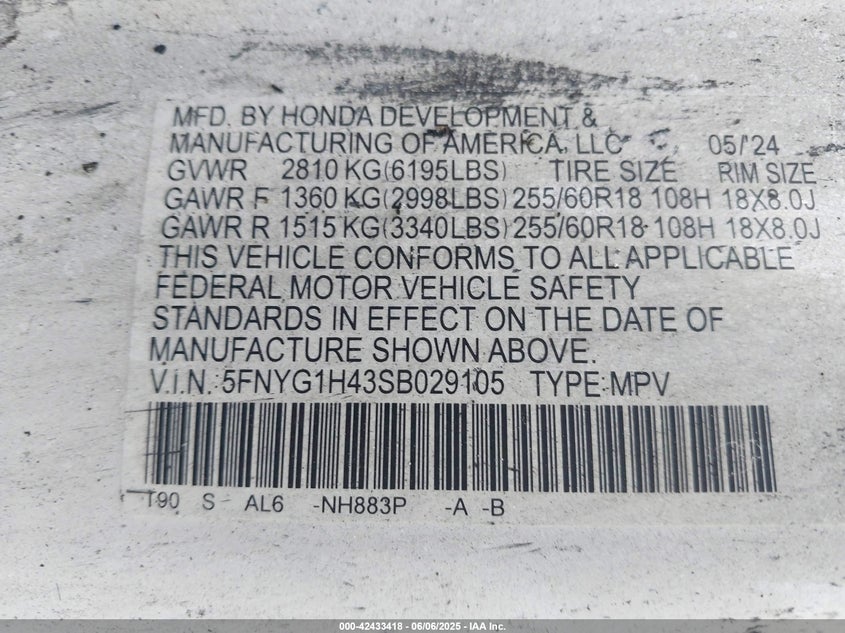 MFD. BY HONDA DEVELOPMENT &
MANUFACTURING OF AMERICA, LLC 05/'24
GVWR 2810 KG(6195LBS) TIRE SIZE RIM SIZE
GAWR F 1360 KG(2998LBS) 255/60R18 108H 18X8.0J
GAWR R 1515 KG(3340LBS) 255/60R18 108H 18X8.0J
THIS VEHICLE CONFORMS TO ALL APPLICABLE
FEDERAL MOTOR VEHICLE SAFETY
STANDARDS IN EFFECT ON THE DATE OF
MANUFACTURE SHOWN ABOVE.
V.I.N. 5FNYG1H43SB029105 TYPE:MPV
T90 S AL6 -NH883P -A -B
000-42433418 - 06/06/2025 - IAA Inc.